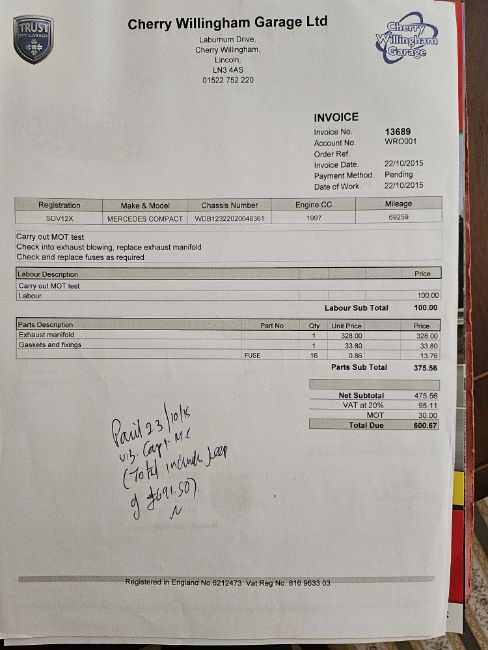 TRUST
MY GARAGE
Cherry Willingham Garage Ltd
Laburnum Drive,
Cherry Willingham,
Lincoln,
LN3 4AS
01522 752 220
Cherry
Willingham
Garage
INVOICE
Invoice No. 13689
Account No. WRO001
Order Ref.
Invoice Date. 22/10/2015
Payment Method. Pending
Date of Work. 22/10/2015
Registration Make & Model Chassis Number Engine CC Mileage
SDV12X MERCEDES COMPACT WDB12322020048361 1997 69259
Carry out MOT test
Check into exhaust blowing, replace exhaust manifold
Check and replace fuses as required
Labour Description Price
Carry out MOT test
Labour 100.00
Labour Sub Total 100.00
Parts Description Part No Qty Unit Price Price
Exhaust manifold 1 328.00 328.00
Gaskets and fixings 1 33.80 33.80
FUSE 16 0.86 13.76
Parts Sub Total 375.56
Net Subtotal 475.56
VAT at 20% 95.11
MOT 30.00
Total Due 600.67
Paid 23/10/15
(Total include
of £691.50)
Registered in England No.6212473 Vat Reg No. 816 9633 03